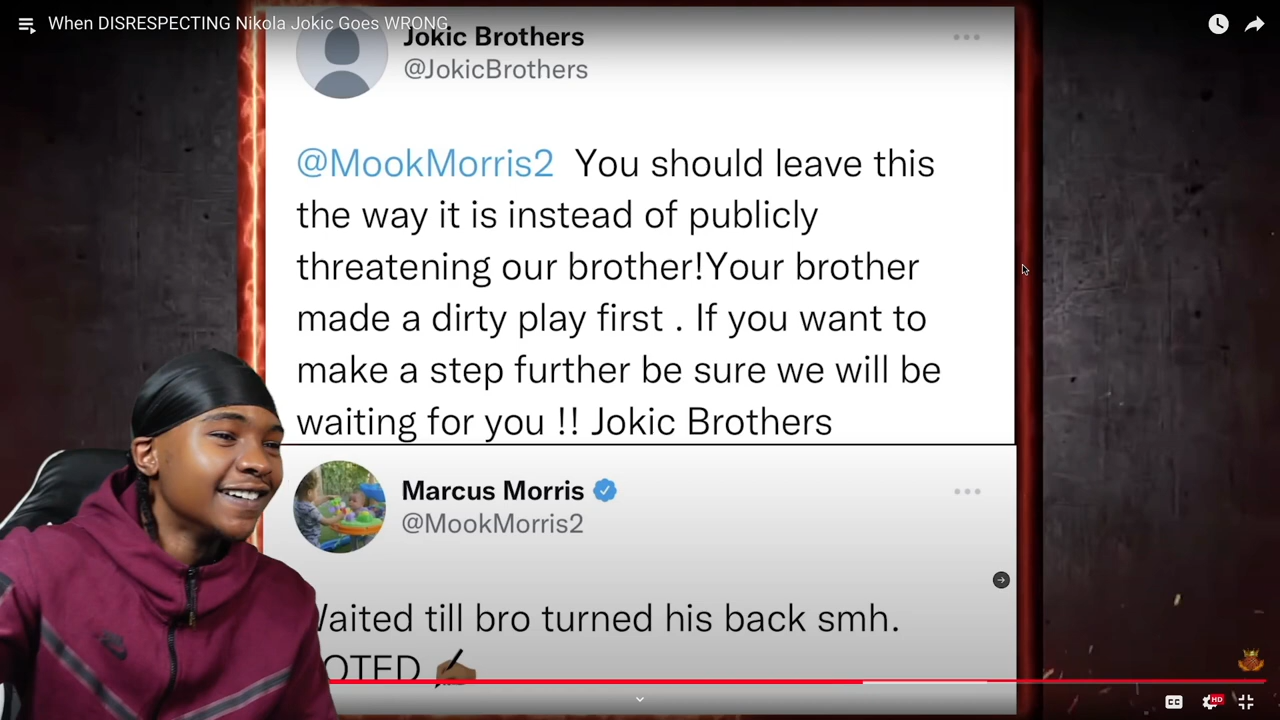 When DISRESPECTING Nikola Jokic Goes WRONG
Jokic Brothers
@JokicBrothers
@MookMorris2 You should leave this
the way it is instead of publicly
threatening our brother!Your brother
made a dirty play first . If you want to
make a step further be sure we will be
waiting for you !! Jokic Brothers
Marcus Morris
@MookMorris2
till bro turned his back smh.
CC
HD